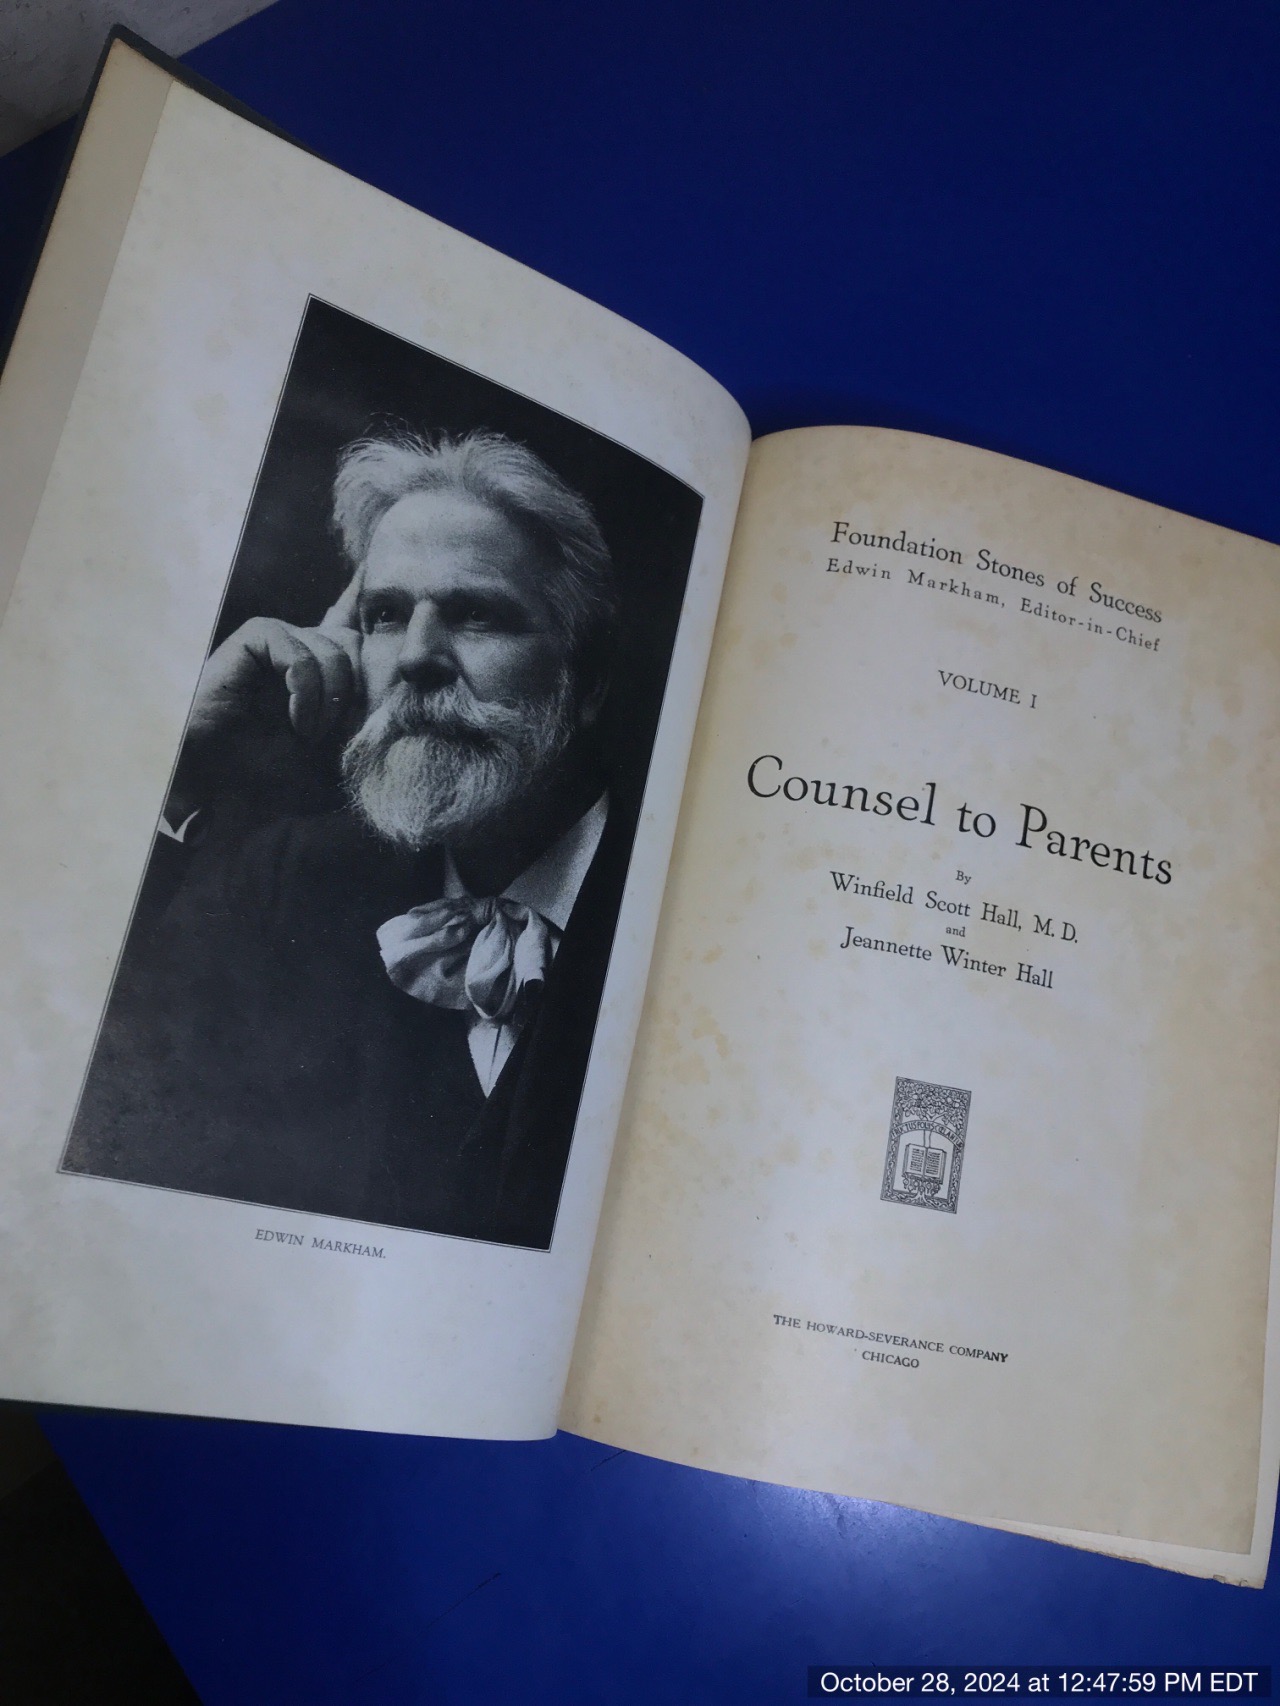 EDWIN MARKHAM.
Foundation Stones of Success
Edwin Markham, Editor-in-Chief
VOLUME I
Counsel to Parents
By
Winfield Scott Hall, M. D.
and
Jeannette Winter Hall
THE HOWARD-SEVERANCE COMPANY
CHICAGO
October 28, 2024 at 12:47:59 PM EDT